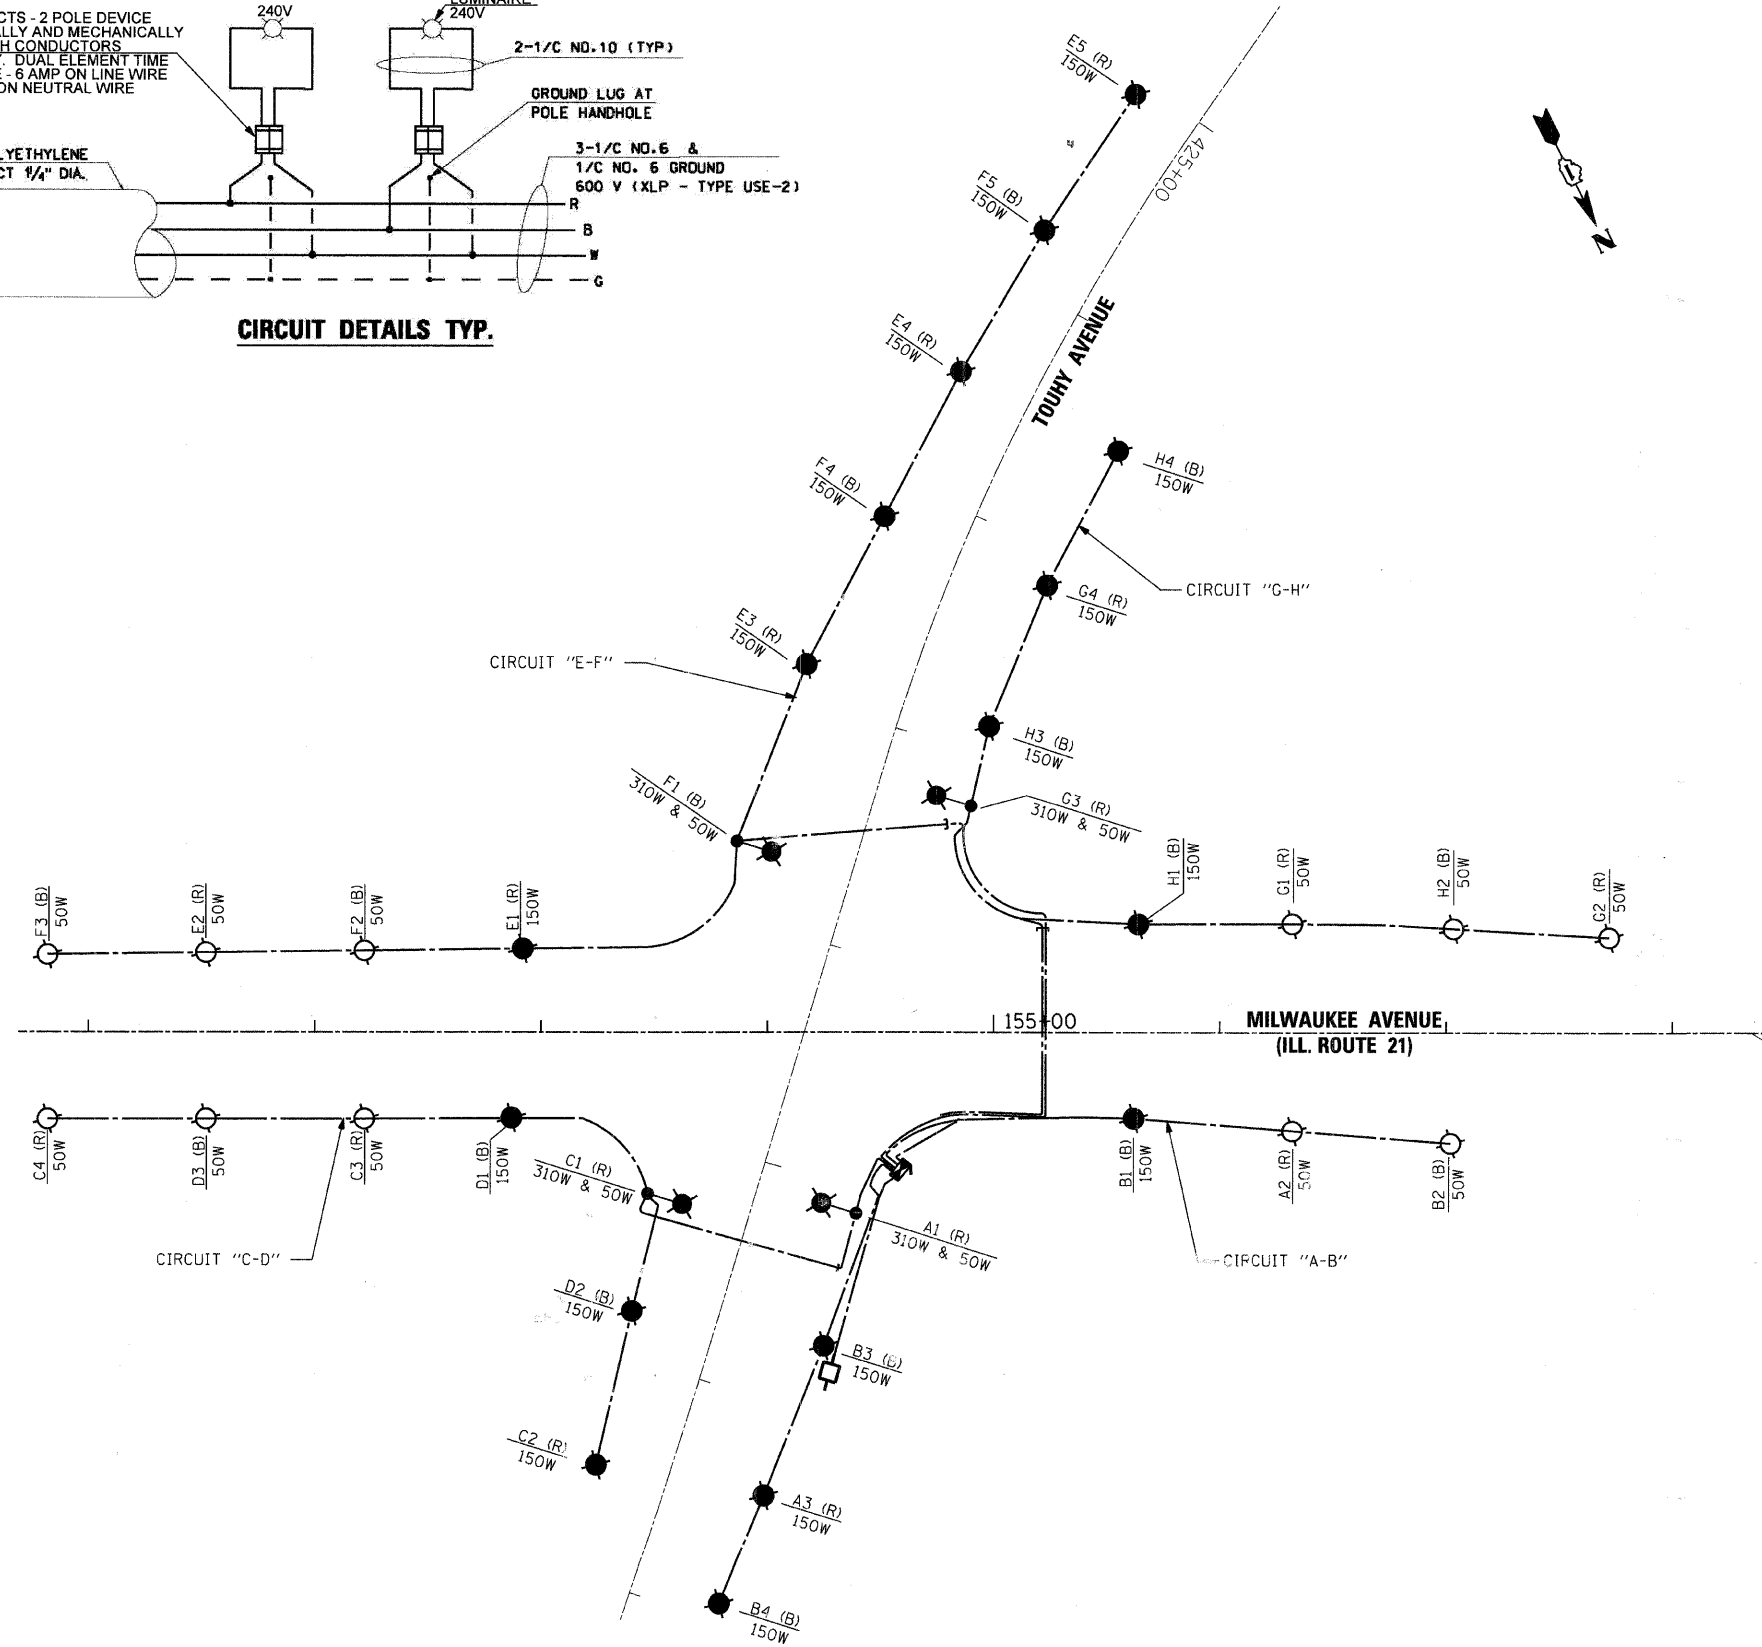 CTS - 2 POLE DEVICE
ALLY AND MECHANICALLY
H CONDUCTORS
. DUAL ELEMENT TIME
E - 6 AMP ON LINE WIRE
ON NEUTRAL WIRE
240V
LUMINAIRE
240V
2-1/C NO.10 (TYP)
GROUND LUG AT
POLE HANDHOLE
YETHYLENE
CT 1¼" DIA.
3-1/C NO.6 &
1/C NO. 6 GROUND
600 V (XLP - TYPE USE-2)
R
B
W
G
CIRCUIT DETAILS TYP.
E5 (R)
150W
425+00
N
F5 (B)
150W
E4 (R)
150W
TOUHY AVENUE
F4 (B)
150W
H4 (B)
150W
G4 (R)
150W
CIRCUIT "G-H"
E3 (R)
150W
CIRCUIT "E-F"
H3 (B)
150W
F1 (B)
310W & 50W
G3 (R)
310W & 50W
F3 (B)
50W
E2 (R)
50W
F2 (B)
50W
E1 (R)
150W
H1 (B)
150W
G1 (R)
50W
H2 (B)
50W
G2 (R)
50W
155+00
MILWAUKEE AVENUE
(ILL. ROUTE 21)
C4 (R)
50W
D3 (B)
50W
C3 (R)
50W
D1 (B)
150W
C1 (R)
310W & 50W
B1 (B)
150W
A2 (R)
50W
B2 (B)
50W
A1 (R)
310W & 50W
CIRCUIT "C-D"
CIRCUIT "A-B"
D2 (B)
150W
B3 (B)
150W
C2 (R)
150W
A3 (R)
150W
B4 (B)
150W